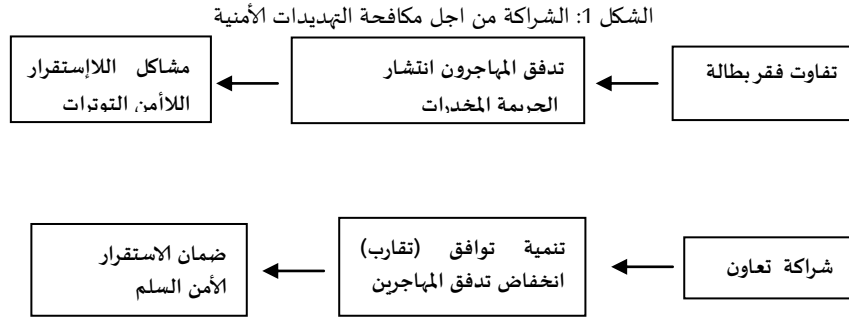 الشكل 1: الشراكة من اجل مكافحة التهديدات الأمنية
تفاوت فقر بطالة
تدفق المهاجرون انتشار
الجريمة المخدرات
مشاكل اللاإستقرار
اللاأمن التوترات
شراكة تعاون
تنمية توافق (تقارب)
انخفاض تدفق المهاجرين
ضمان الاستقرار
الأمن السلم